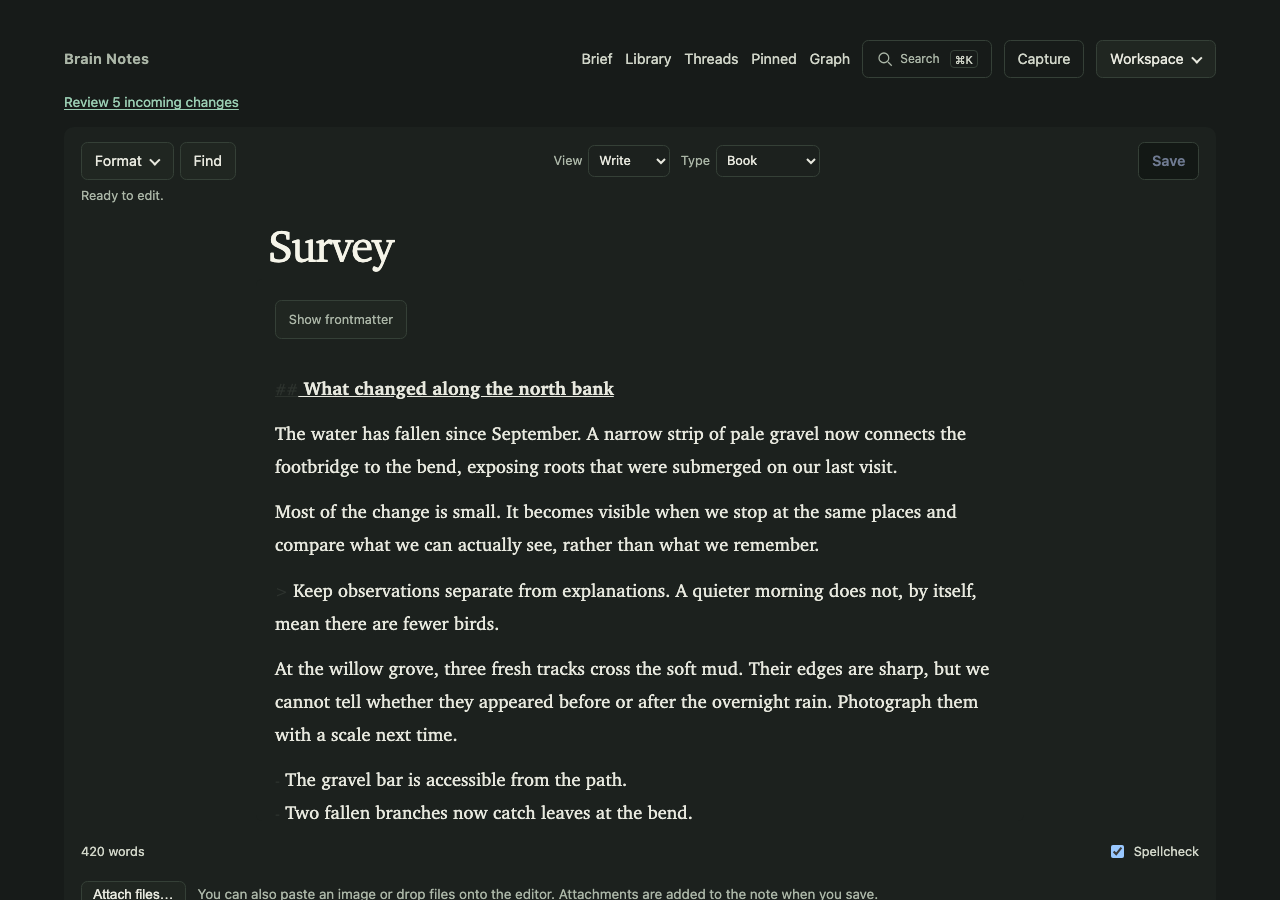 Brain Notes
Brief Library Threads Pinned Graph Search ⌘K Capture Workspace
Review 5 incoming changes
Format Find View Write Type Book Save
Ready to edit.
Survey
Show frontmatter
## What changed along the north bank
The water has fallen since September. A narrow strip of pale gravel now connects the
footbridge to the bend, exposing roots that were submerged on our last visit.
Most of the change is small. It becomes visible when we stop at the same places and
compare what we can actually see, rather than what we remember.
> Keep observations separate from explanations. A quieter morning does not, by itself,
mean there are fewer birds.
At the willow grove, three fresh tracks cross the soft mud. Their edges are sharp, but we
cannot tell whether they appeared before or after the overnight rain. Photograph them
with a scale next time.
- The gravel bar is accessible from the path.
- Two fallen branches now catch leaves at the bend.
420 words Spellcheck
Attach files... You can also paste an image or drop files onto the editor. Attachments are added to the note when you save.